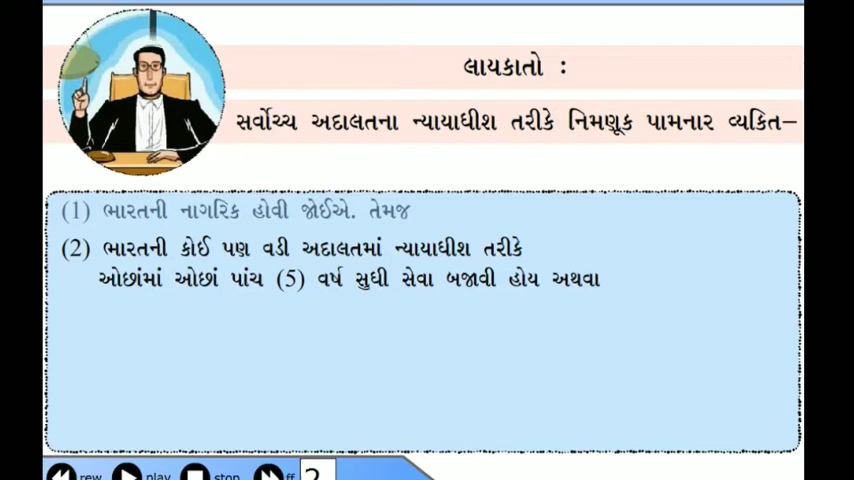 લાયકાતો :
સર્વોચ્ચ અદાલતના ન્યાયાધીશ તરીકે નિમણૂક પામનાર વ્યકિત–
(1) ભારતની નાગરિક હોવી જોઈએ. તેમજ
(2) ભારતની કોઈ પણ વડી અદાલતમાં ન્યાયાધીશ તરીકે
ઓછાંમાં ઓછાં પાંચ (5) વર્ષ સુધી સેવા બજાવી હોય અથવા
rew play stop ff 2